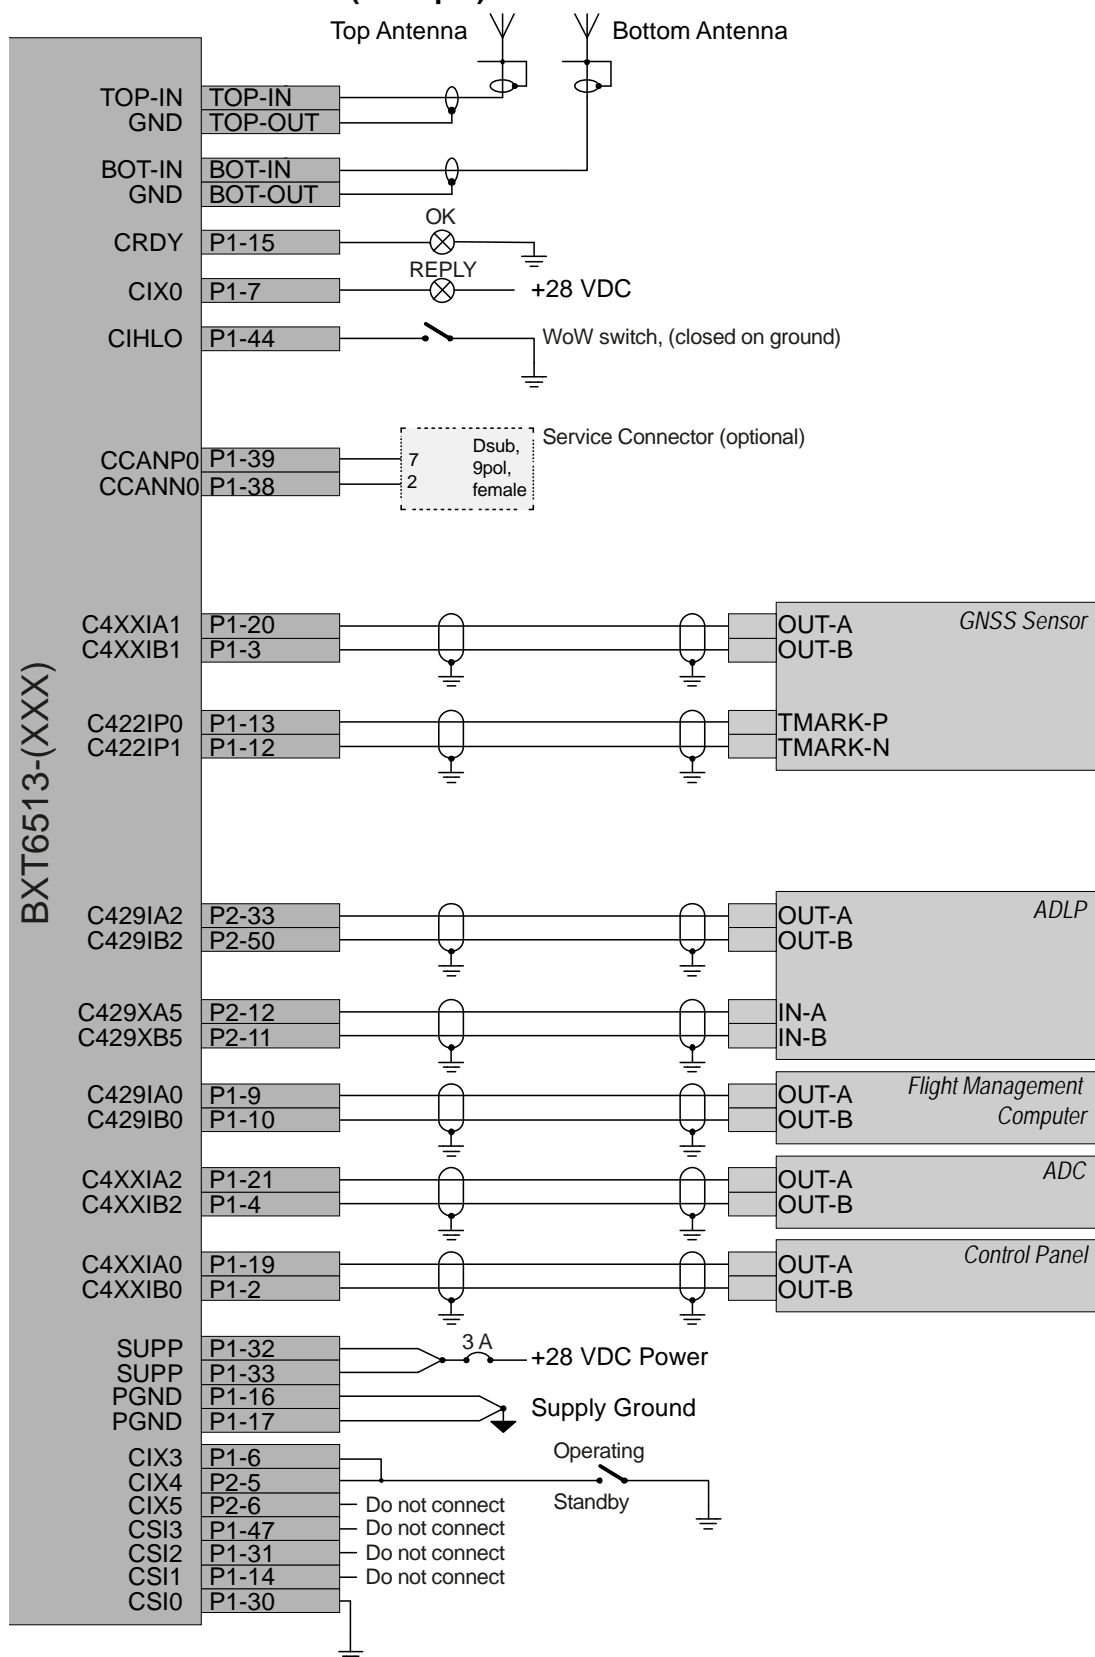 Top Antenna
Bottom Antenna
TOP-IN TOP-IN
GND TOP-OUT
BOT-IN BOT-IN
GND BOT-OUT
OK
CRDY P1-15
REPLY
CIX0 P1-7 +28 VDC
CIHLO P1-44 WoW switch, (closed on ground)
Service Connector (optional)
CCANP0 P1-39 7 Dsub,
9pol,
CCANN0 P1-38 2 female
BXT6513-(XXX)
GNSS Sensor
C4XXIA1 P1-20 OUT-A
C4XXIB1 P1-3 OUT-B
C422IP0 P1-13 TMARK-P
C422IP1 P1-12 TMARK-N
ADLP
C429IA2 P2-33 OUT-A
C429IB2 P2-50 OUT-B
C429XA5 P2-12 IN-A
C429XB5 P2-11 IN-B
Flight Management
Computer
C429IA0 P1-9 OUT-A
C429IB0 P1-10 OUT-B
ADC
C4XXIA2 P1-21 OUT-A
C4XXIB2 P1-4 OUT-B
Control Panel
C4XXIA0 P1-19 OUT-A
C4XXIB0 P1-2 OUT-B
3 A
SUPP P1-32 +28 VDC Power
SUPP P1-33
PGND P1-16 Supply Ground
PGND P1-17
Operating
CIX3 P1-6
CIX4 P2-5
Standby
CIX5 P2-6 Do not connect
CSI3 P1-47 Do not connect
CSI2 P1-31 Do not connect
CSI1 P1-14 Do not connect
CSI0 P1-30